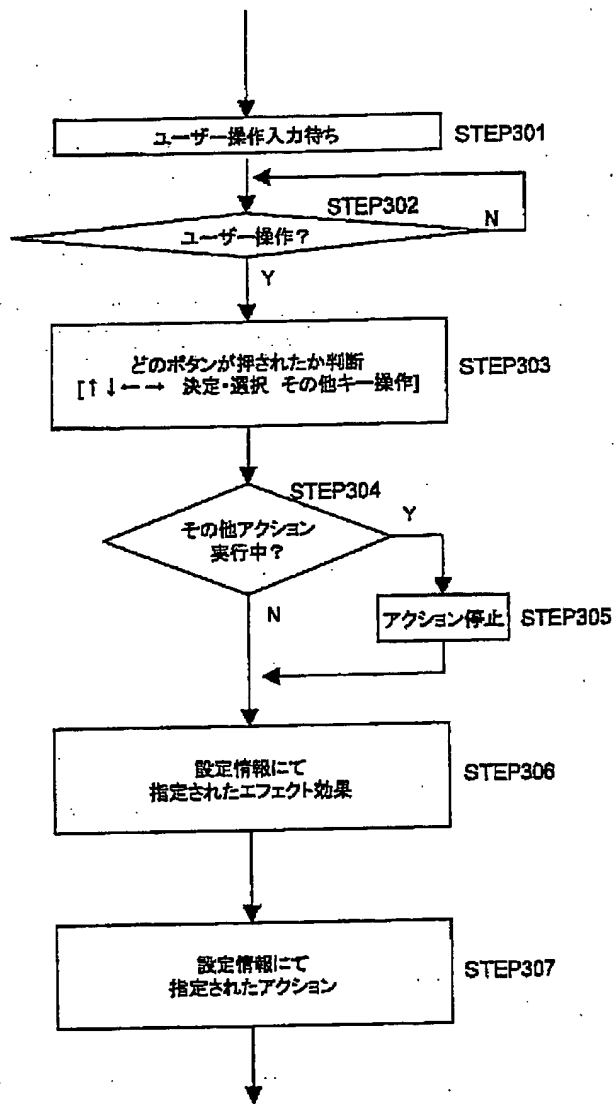 ユーザー操作入力待ち
STEP301
STEP302
ユーザー操作?
N
Y
どのボタンが押されたか判断
[↑↓←→ 決定・選択 その他キー操作]
STEP303
STEP304
その他アクション
実行中?
Y
N
アクション停止
STEP305
設定情報にて
指定されたエフェクト効果
STEP306
設定情報にて
指定されたアクション
STEP307